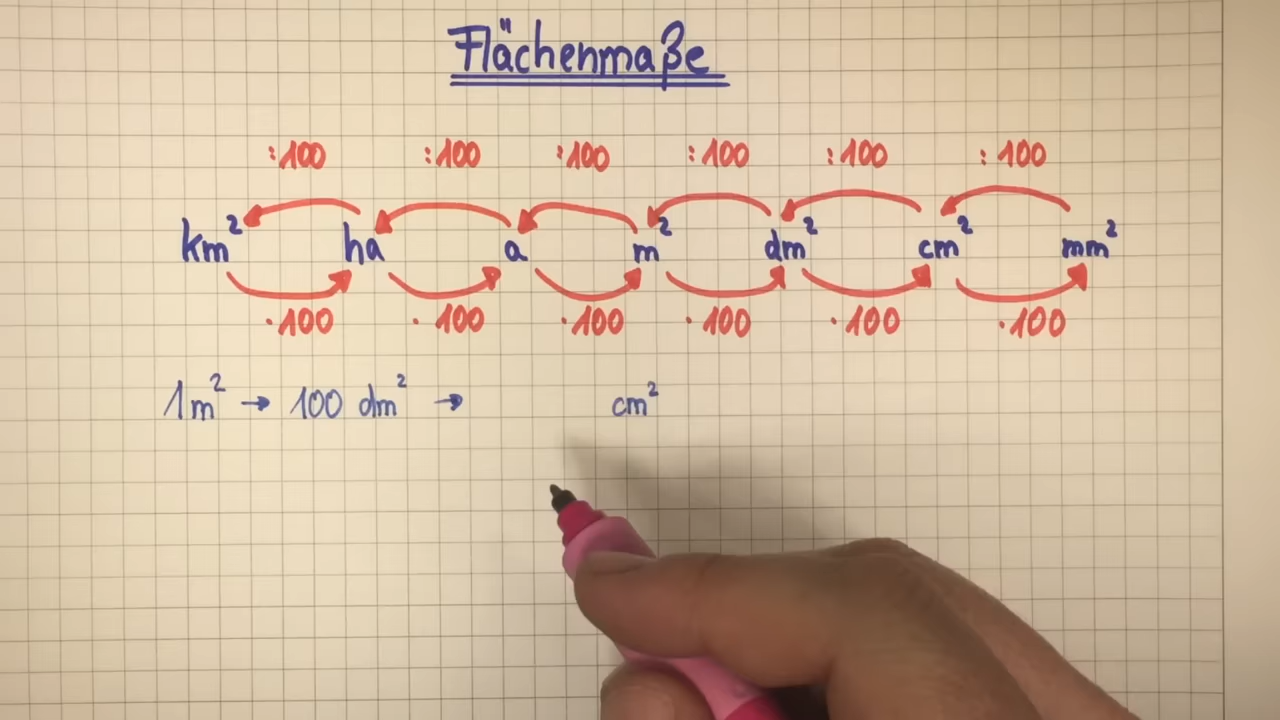 Flächenmaße
:100 :100 :100 :100 :100 :100
km² ha a m² dm² cm² mm²
·100 ·100 ·100 ·100 ·100 ·100
1m² → 100 dm² → cm²